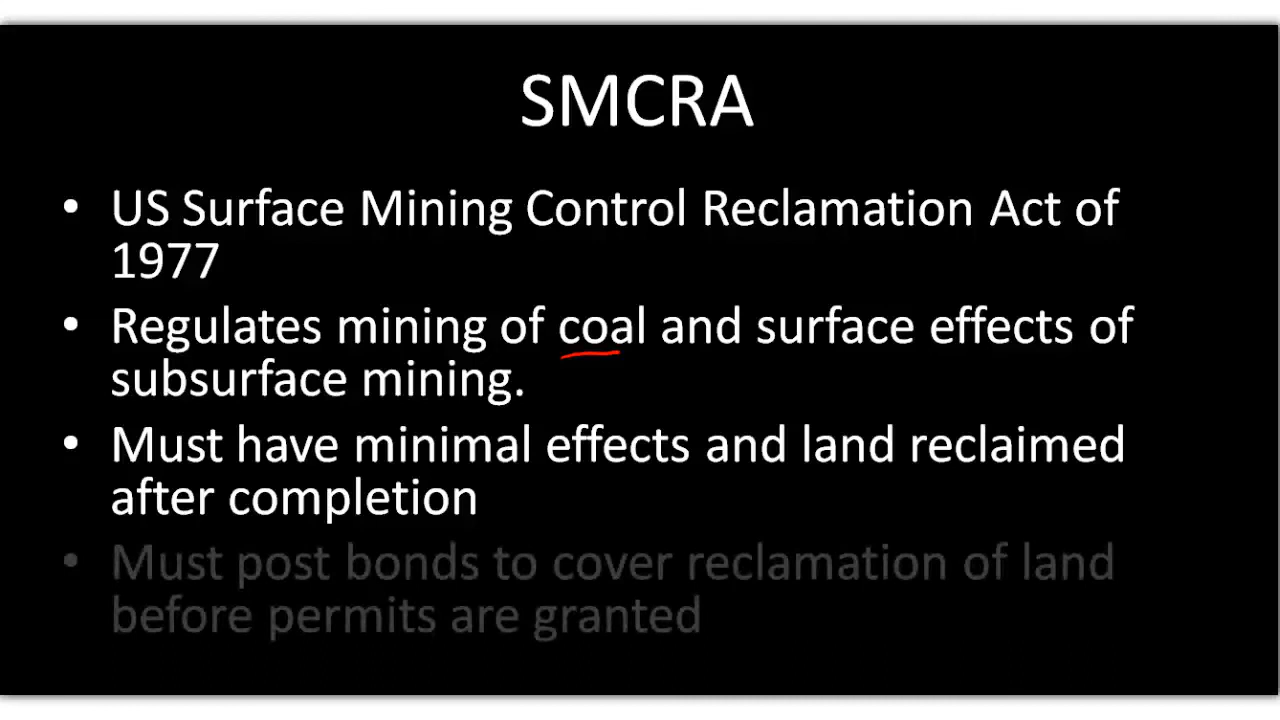 SMCRA
• US Surface Mining Control Reclamation Act of
1977
• Regulates mining of coal and surface effects of
subsurface mining.
• Must have minimal effects and land reclaimed
after completion
• Must post bonds to cover reclamation of land
before permits are granted